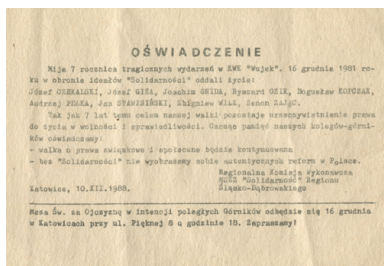 OŚWIADCZENIE
Mija 7 rocznica tragicznych wydarzeń w KWK "Wujek". 16 grudnia 1981 ro-
ku w obronie ideałów "Solidarności" oddali życie:
Józef CZEKALSKI, Józef GIZA, Joachim GNIDA, Ryszard GZIK, Bogusław KOPCZAK,
Andrzej PEŁKA, Jan STAWISIŃSKI, Zbigniew WILK, Zenon ZAJĄC.
Tak jak 7 lat temu celem naszej walki pozostaje urzeczywistnienie prawa
do życia w wolności i sprawiedliwości. Cacząc pamięć naszych kolegów-górni-
ków oświadczamy:
- walka o prawa związkowe i społeczne będzie kontynuowana
- bez "Solidarności" nie wyobrażamy sobie autentycznych reform w Polsce.
Regionalna Komisja Wykonawcza
NSZZ "Solidarność" Regionu
Śląsko-Dąbrowskiego
Katowice, 10.XII.1988.
Msza Św. za Ojczyznę w intencji poległych Górników odbędzie się 16 grudnia
w Katowicach przy ul. Pięknej 8 o godzinie 18. Zapraszamy!